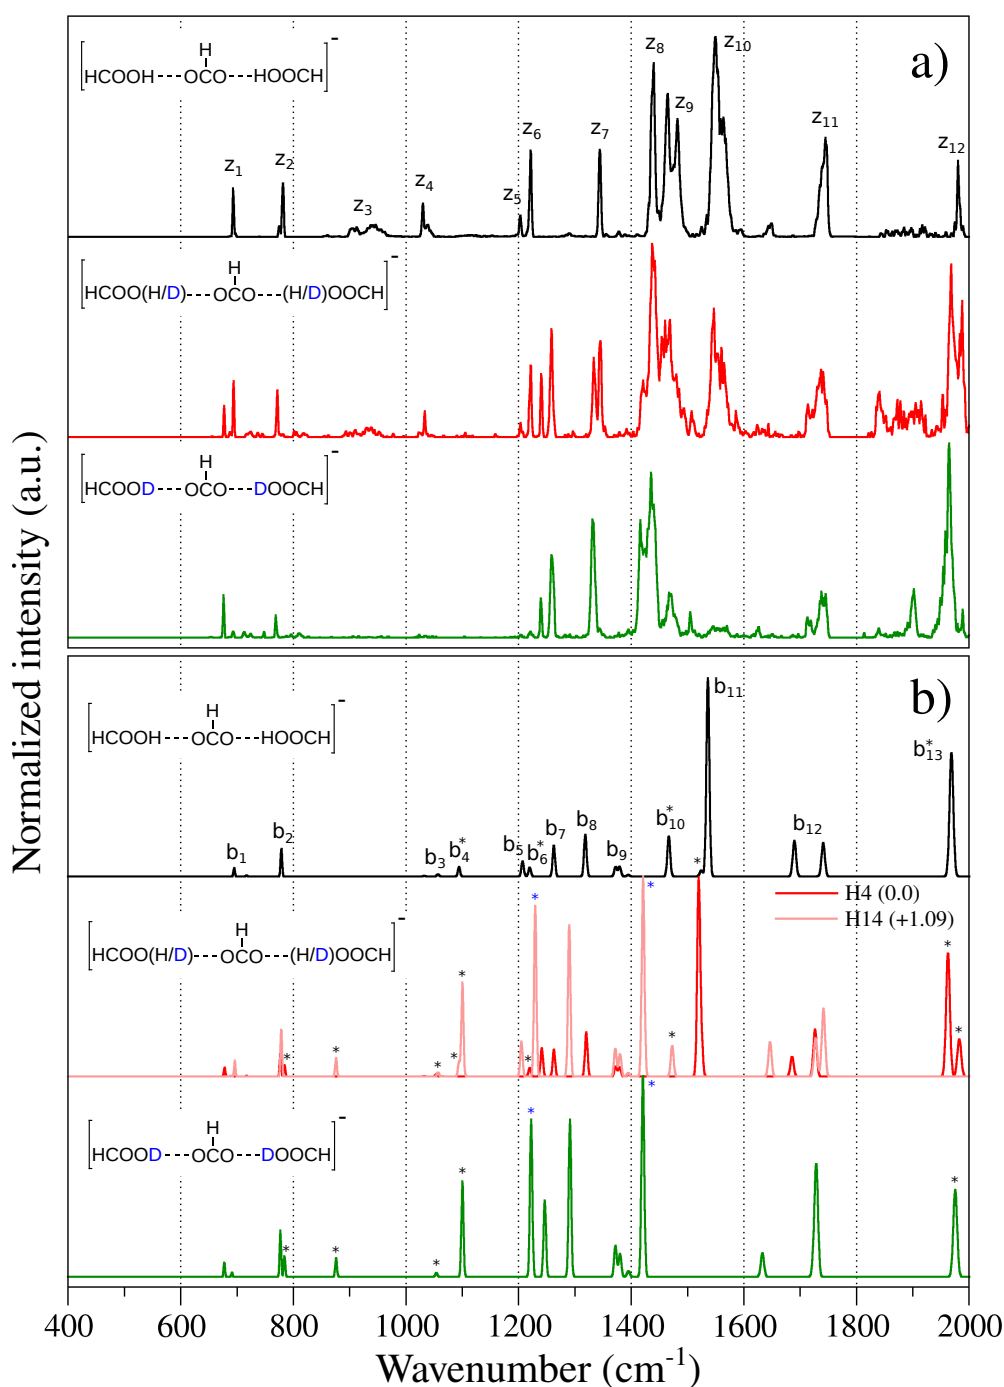 Normalized intensity (a.u.)
a)
[HCOOH---OCO---HOOCH]-
H
z1
z2
z3
z4
z5
z6
z7
z8
z9
z10
z11
z12
[HCOO(H/D)---OCO---(H/D)OOCH]-
H
[HCOOD---OCO---DOOCH]-
H
b)
[HCOOH---OCO---HOOCH]-
H
b1
b2
b3
b4*
b5
b6*
b7
b8
b9
b10*
*
b11
b12
b13*
H4 (0.0)
H14 (+1.09)
[HCOO(H/D)---OCO---(H/D)OOCH]-
H
* * * * * * * * * * *
[HCOOD---OCO---DOOCH]-
H
* * * * * * *
400 600 800 1000 1200 1400 1600 1800 2000
Wavenumber (cm-1)